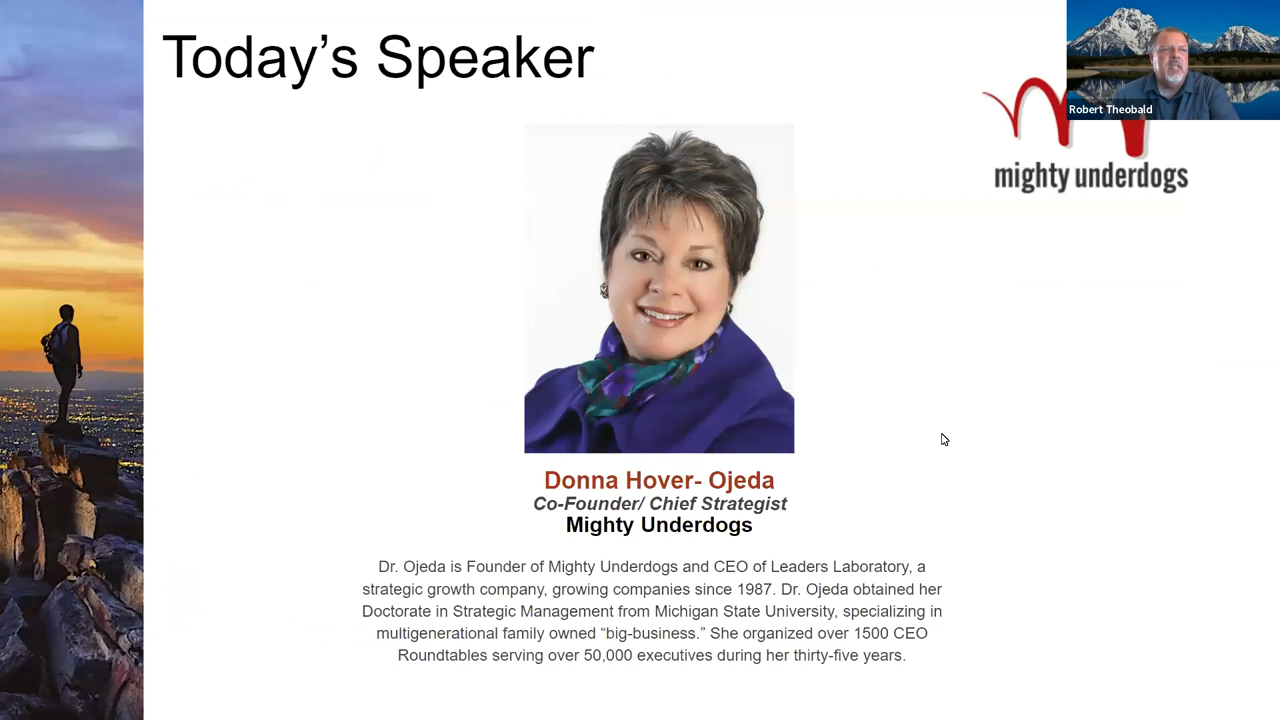 Today’s Speaker
Robert Theobald
mighty underdogs
Donna Hover- Ojeda
Co-Founder/ Chief Strategist
Mighty Underdogs
Dr. Ojeda is Founder of Mighty Underdogs and CEO of Leaders Laboratory, a
strategic growth company, growing companies since 1987. Dr. Ojeda obtained her
Doctorate in Strategic Management from Michigan State University, specializing in
multigenerational family owned “big-business.” She organized over 1500 CEO
Roundtables serving over 50,000 executives during her thirty-five years.